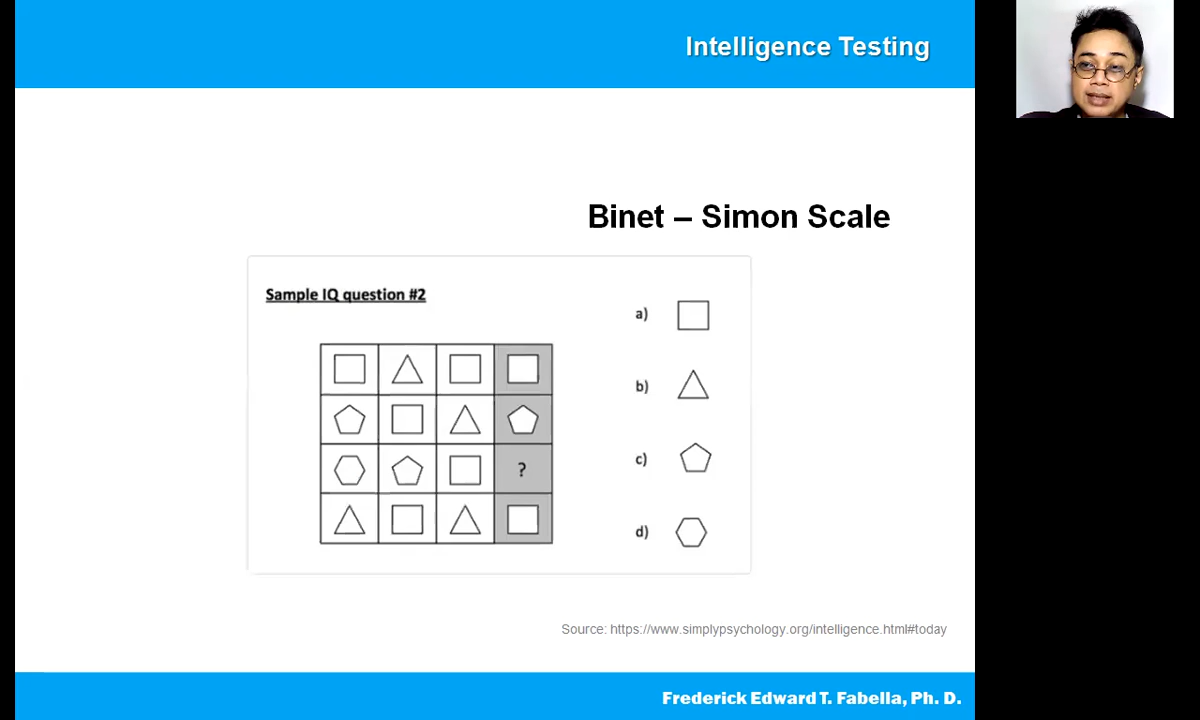 Intelligence Testing
Binet – Simon Scale
Sample IQ question #2
a)
b)
?
c)
d)
Source: https://www.simplypsychology.org/intelligence.html#today
Frederick Edward T. Fabella, Ph. D.